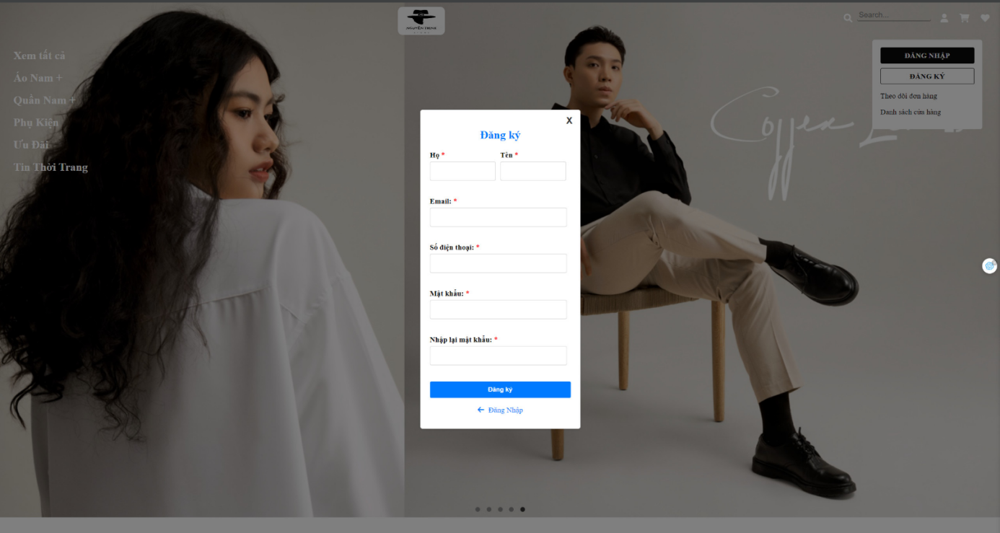 NGUYỄN TRỊNH
Search...
Xem tất cả
Áo Nam +
Quần Nam +
Phụ Kiện
Ưu Đãi
Tin Thời Trang
ĐĂNG NHẬP
ĐĂNG KÝ
Theo dõi đơn hàng
Danh sách cửa hàng
Coffee
X
Đăng ký
Họ * Tên *
Email: *
Số điện thoại: *
Mật khẩu: *
Nhập lại mật khẩu: *
Đăng ký
← Đăng Nhập